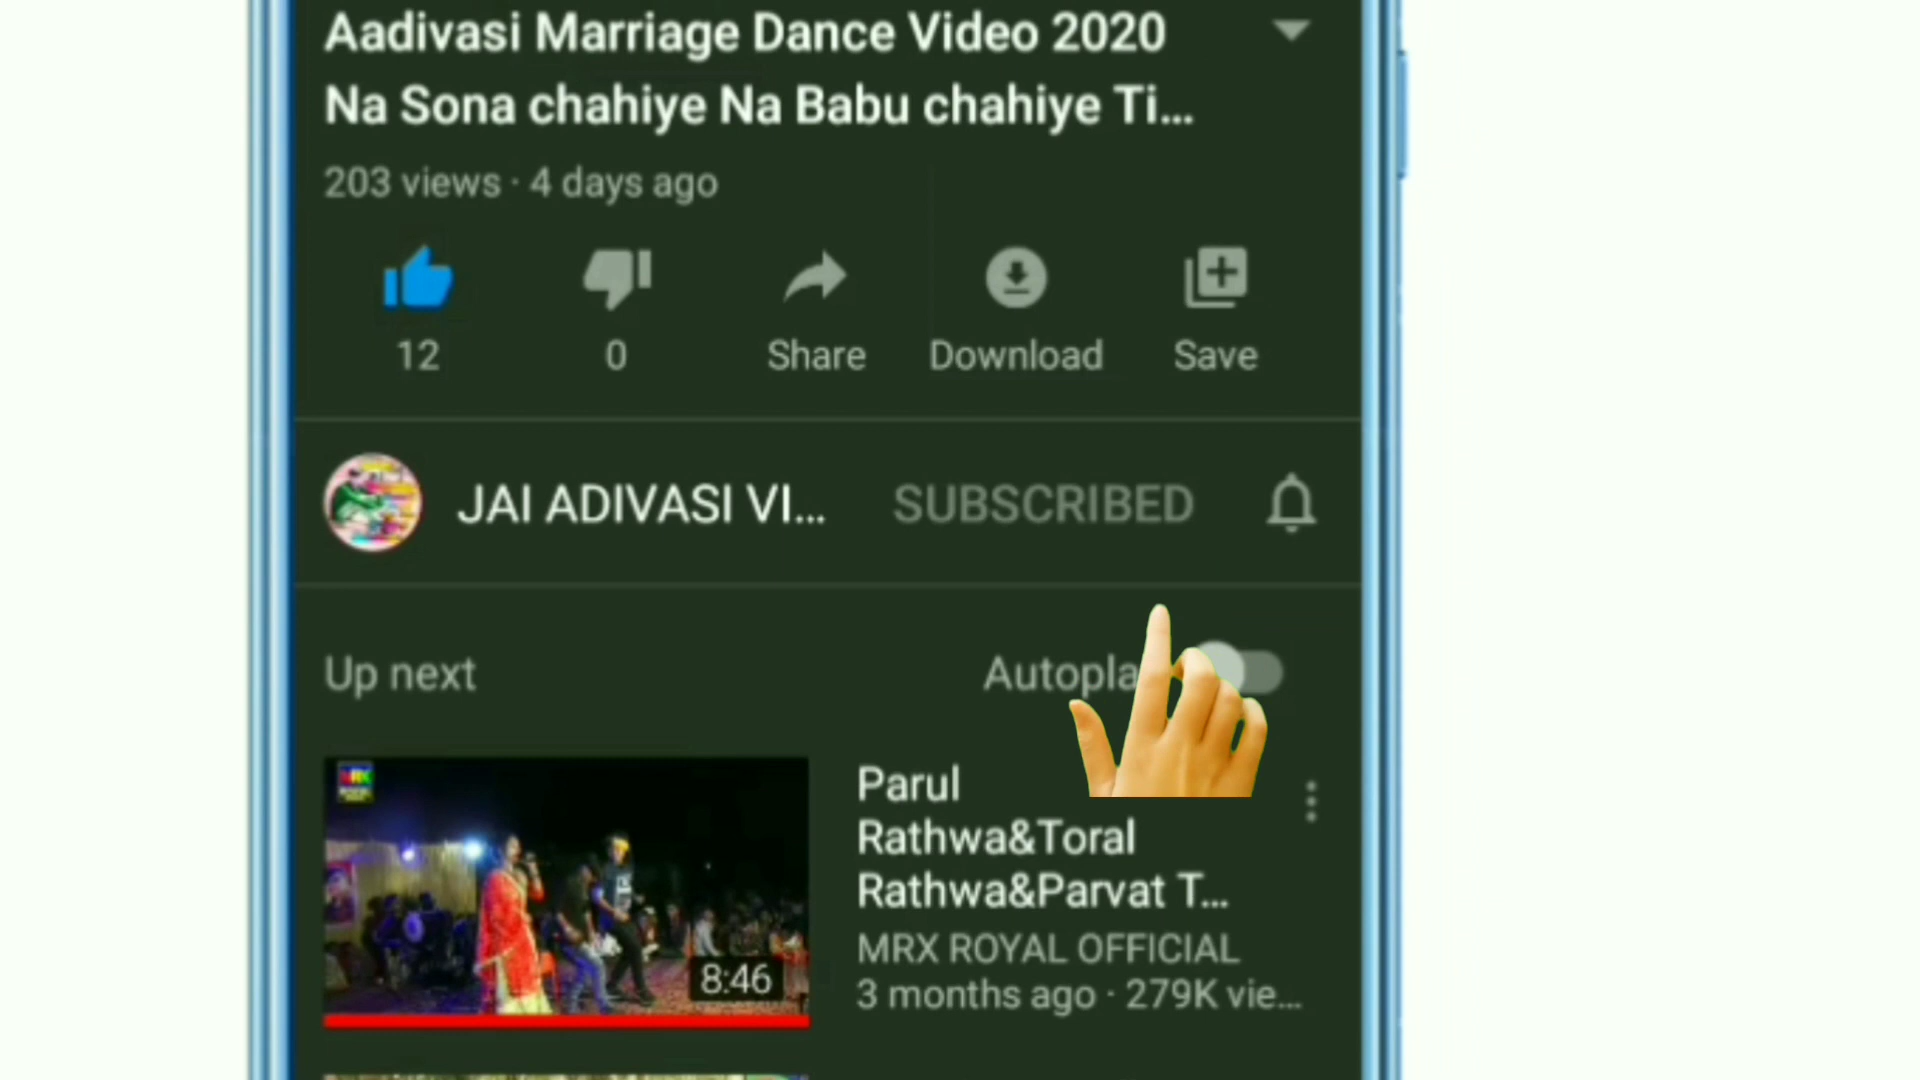 Aadivasi Marriage Dance Video 2020
Na Sona chahiye Na Babu chahiye Ti...
203 views · 4 days ago
12
0
Share
Download
Save
JAI ADIVASI VI...
SUBSCRIBED
Up next
Autopla
8:46
Parul
Rathwa&Toral
Rathwa&Parvat T...
MRX ROYAL OFFICIAL
3 months ago · 279K vie...